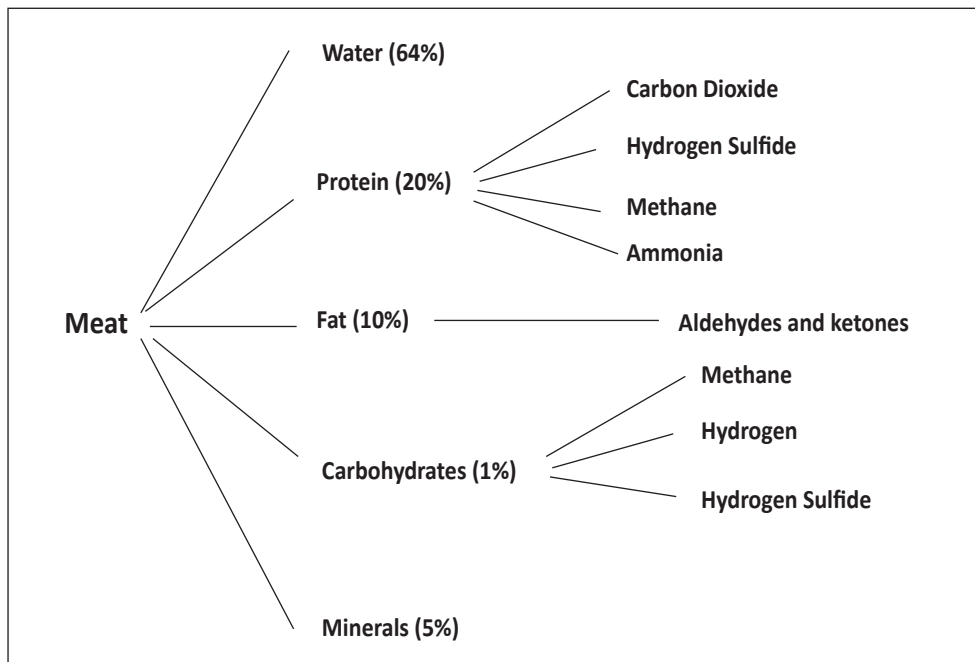 Meat
Water (64%)
Protein (20%)
Carbon Dioxide
Hydrogen Sulfide
Methane
Ammonia
Fat (10%)
Aldehydes and ketones
Carbohydrates (1%)
Methane
Hydrogen
Hydrogen Sulfide
Minerals (5%)